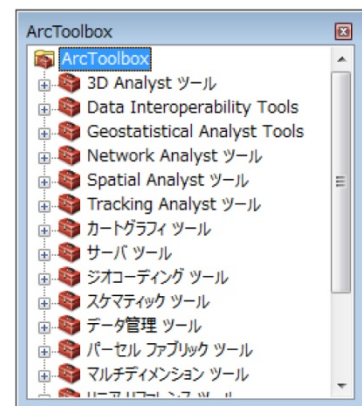 ArcToolbox
ArcToolbox
3D Analyst ツール
Data Interoperability Tools
Geostatistical Analyst Tools
Network Analyst ツール
Spatial Analyst ツール
Tracking Analyst ツール
カートグラフィ ツール
サーバ ツール
ジオコーディング ツール
スケマティック ツール
データ管理 ツール
パーセル ファブリック ツール
マルチディメンション ツール